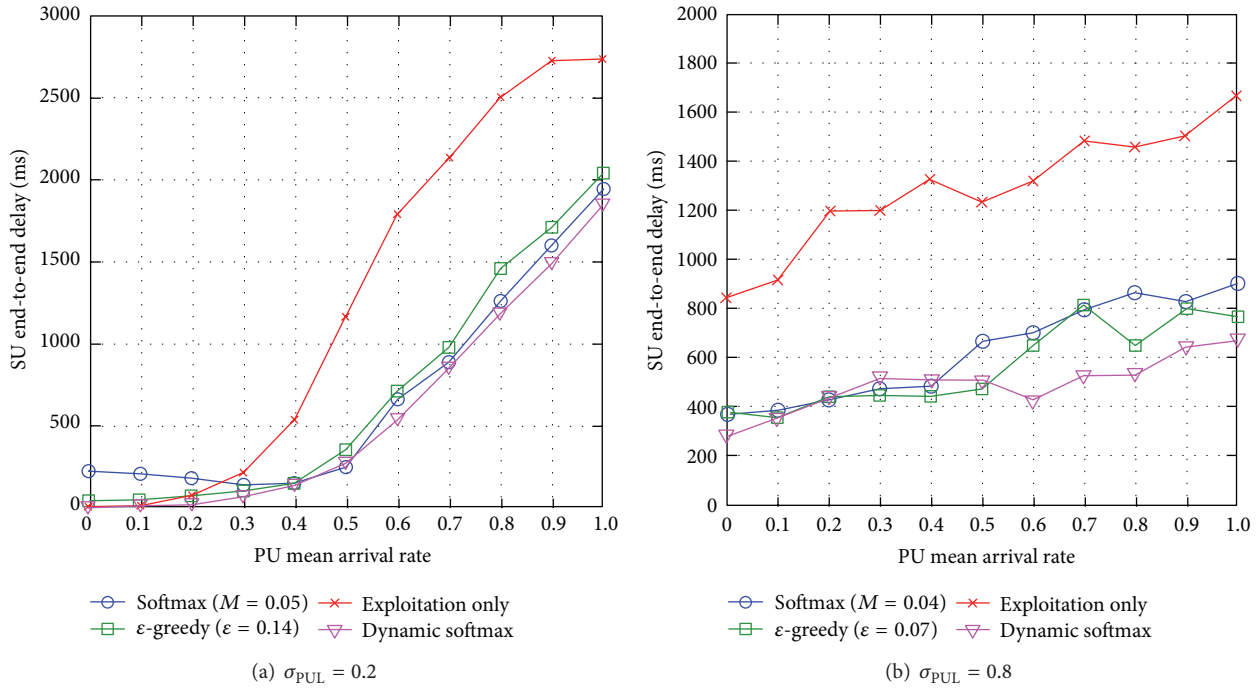 3000
2500
2000
1500
1000
500
0
SU end-to-end delay (ms)
0 0.1 0.2 0.3 0.4 0.5 0.6 0.7 0.8 0.9 1.0
PU mean arrival rate
Softmax (M = 0.05)
Exploitation only
ε-greedy (ε = 0.14)
Dynamic softmax
(a) σPUL = 0.2
2000
1800
1600
1400
1200
1000
800
600
400
200
0
SU end-to-end delay (ms)
0 0.1 0.2 0.3 0.4 0.5 0.6 0.7 0.8 0.9 1.0
PU mean arrival rate
Softmax (M = 0.04)
Exploitation only
ε-greedy (ε = 0.07)
Dynamic softmax
(a) σPUL = 0.8